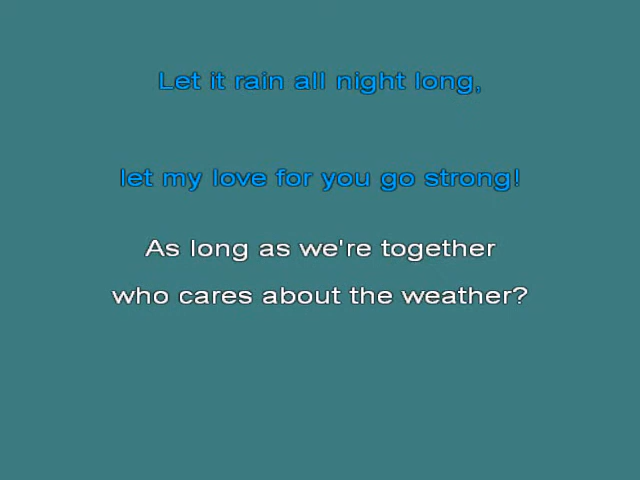 Let it rain all night long,
let my love for you go strong!
As long as we're together
who cares about the weather?